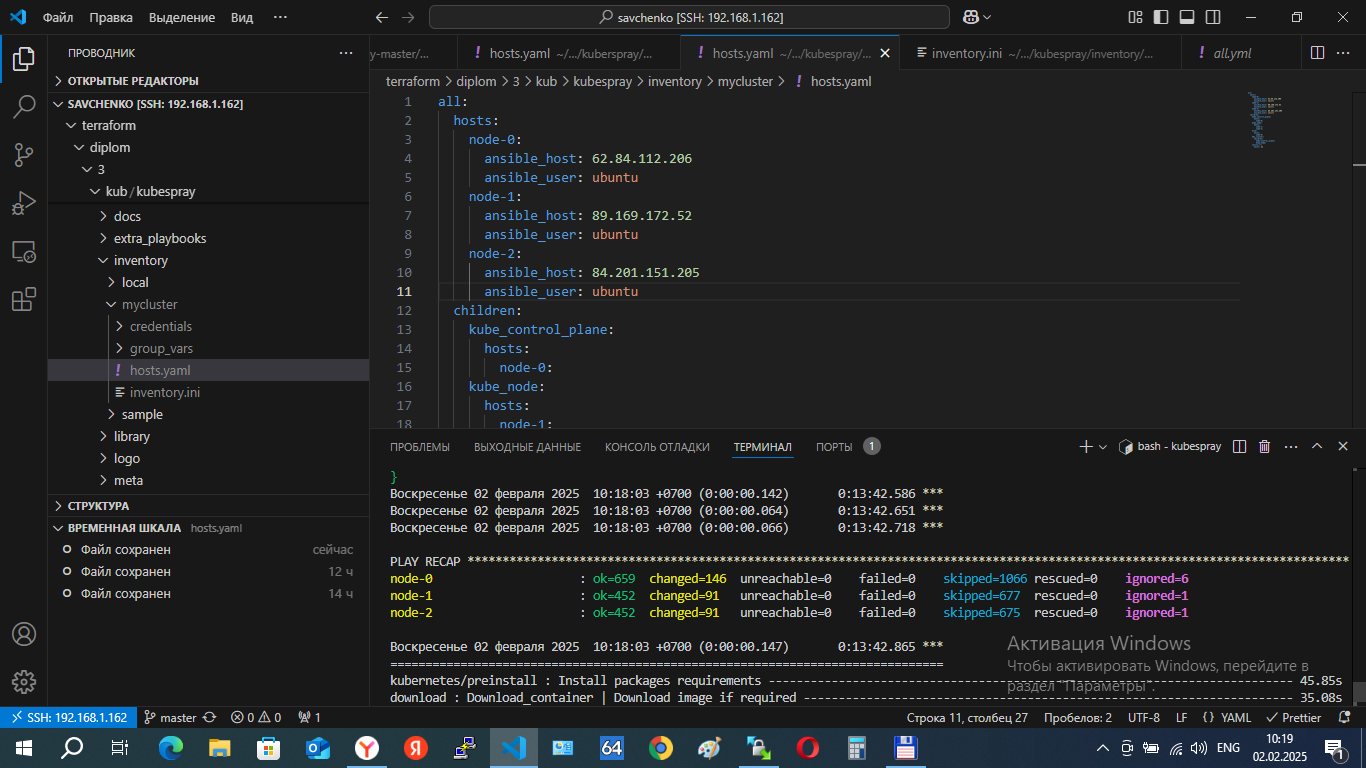 Файл Правка Выделение Вид ···
savchenko [SSH: 192.168.1.162]
ПРОВОДНИК ···
ОТКРЫТЫЕ РЕДАКТОРЫ
SAVCHENKO [SSH: 192.168.1.162]
terraform
diplom
3
kub / kubespray
docs
extra_playbooks
inventory
local
mycluster
credentials
group_vars
! hosts.yaml
inventory.ini
sample
library
logo
meta
СТРУКТУРА
ВРЕМЕННАЯ ШКАЛА hosts.yaml
Файл сохранен сейчас
Файл сохранен 12 ч
Файл сохранен 14 ч
y-master/... ! hosts.yaml ~/.../kuberspray/... ! hosts.yaml ~/.../kubespray/... inventory.ini ~/.../kuberspray/inventory/... ! all.yml ···
terraform > diplom > 3 > kub > kubespray > inventory > mycluster > ! hosts.yaml
1 all:
2 hosts:
3 node-0:
4 ansible_host: 62.84.112.206
5 ansible_user: ubuntu
6 node-1:
7 ansible_host: 89.169.172.52
8 ansible_user: ubuntu
9 node-2:
10 ansible_host: 84.201.151.205
11 ansible_user: ubuntu
12 children:
13 kube_control_plane:
14 hosts:
15 node-0:
16 kube_node:
17 hosts:
18 node-1:
ПРОБЛЕМЫ ВЫХОДНЫЕ ДАННЫЕ КОНСОЛЬ ОТЛАДКИ ТЕРМИНАЛ ПОРТЫ 1 bash - kubespray ···
}
Воскресенье 02 февраля 2025 10:18:03 +0700 (0:00:00.142) 0:13:42.586 ***
Воскресенье 02 февраля 2025 10:18:03 +0700 (0:00:00.064) 0:13:42.651 ***
Воскресенье 02 февраля 2025 10:18:03 +0700 (0:00:00.066) 0:13:42.718 ***
PLAY RECAP ******************************************************************************************************************************
node-0 : ok=659 changed=146 unreachable=0 failed=0 skipped=1066 rescued=0 ignored=6
node-1 : ok=452 changed=91 unreachable=0 failed=0 skipped=677 rescued=0 ignored=1
node-2 : ok=452 changed=91 unreachable=0 failed=0 skipped=675 rescued=0 ignored=1
Воскресенье 02 февраля 2025 10:18:03 +0700 (0:00:00.147) 0:13:42.865 ***
===============================================================================
kubernetes/preinstall : Install packages requirements --------------------------------------------------------------------------- 45.85s
download : Download_container | Download image if required ---------------------------------------------------------------------- 35.08s
Активация Windows
Чтобы активировать Windows, перейдите в
раздел "Параметры".
SSH: 192.168.1.162 master 0 0 1 Строка 11, столбец 27 Пробелов: 2 UTF-8 LF {} YAML Prettier
64 ENG 10:19
02.02.2025
1